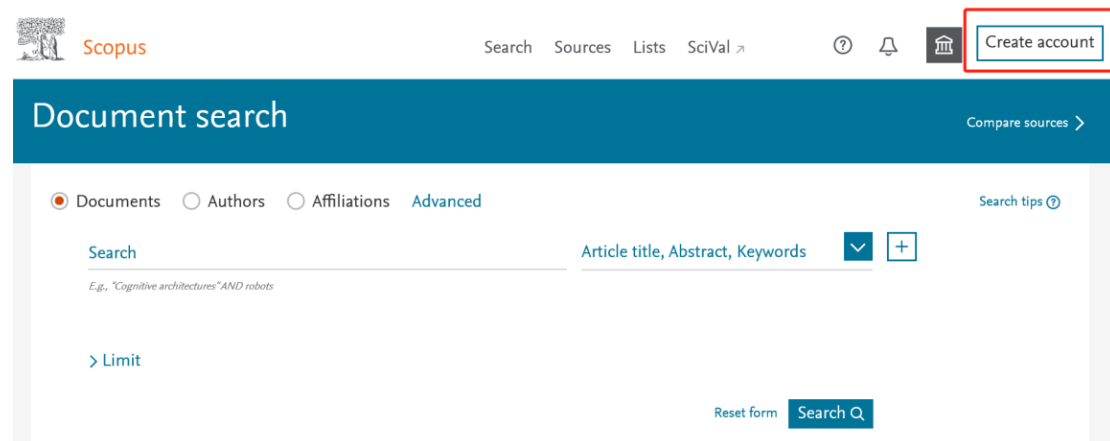 Scopus Search Sources Lists SciVal ↗ Create account
Document search
Compare sources
Documents Authors Affiliations Advanced Search tips
Search Article title, Abstract, Keywords
E.g., "Cognitive architectures" AND robots
Limit
Reset form Search